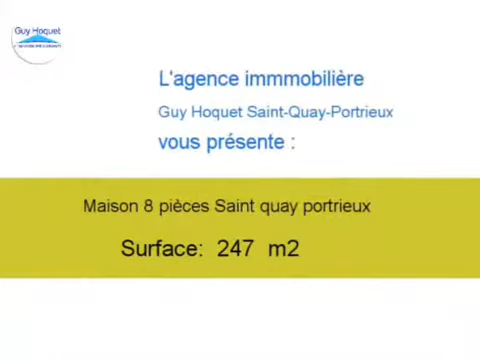 Guy Hoquet
L'agence immmobilière
Guy Hoquet Saint-Quay-Portrieux
vous présente :
Maison 8 pièces Saint quay portrieux
Surface: 247 m2